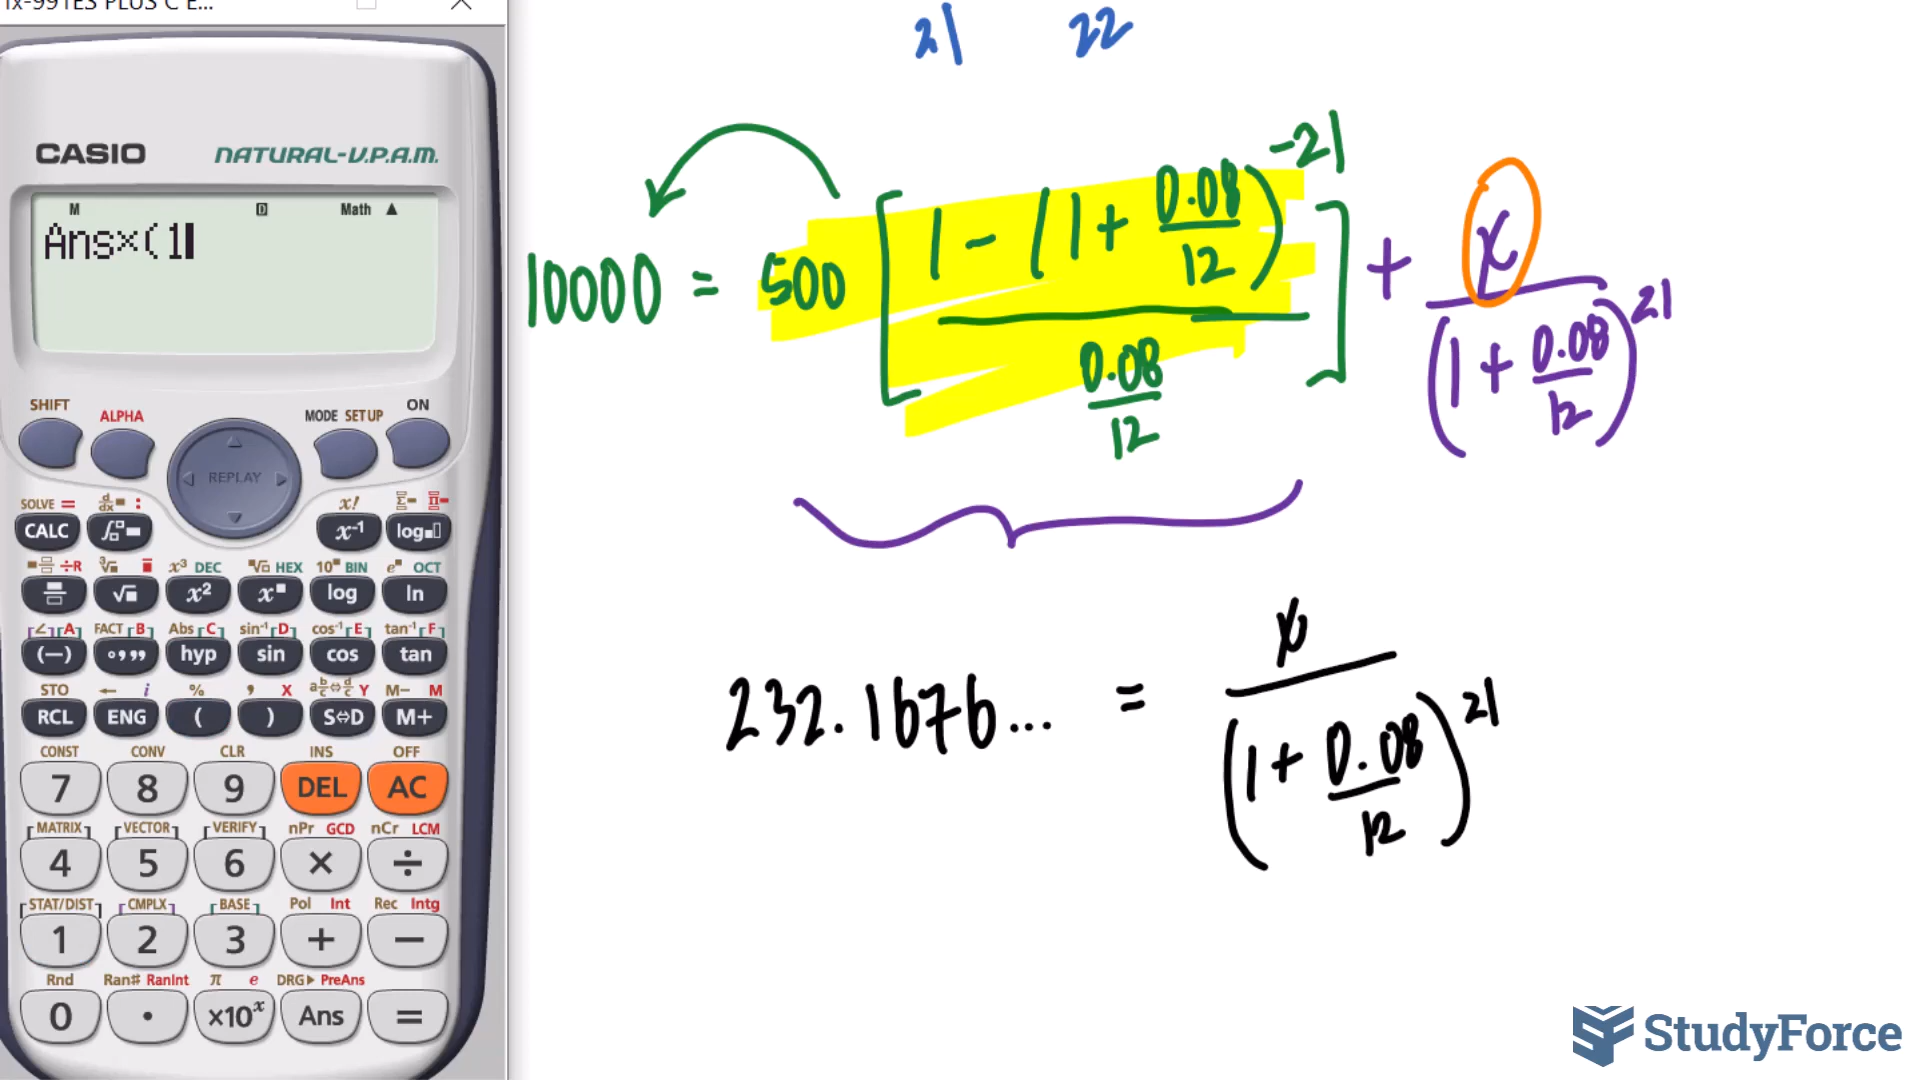 fx-991ES PLUS C E...
CASIO NATURAL-V.P.A.M.
M D Math ▲
Ans×(1
SHIFT ALPHA MODE SETUP ON
REPLAY
SOLVE = d/dx : x! Σ Π
CALC ∫ x⁻¹ log
÷R ³√ x³ DEC √ HEX 10 BIN e OCT
√ x² x log ln
∠ A FACT B Abs C sin⁻¹ D cos⁻¹ E tan⁻¹ F
(−) ° ’ ’’ hyp sin cos tan
STO ← i % , X a b/c⇔d/c Y M− M
RCL ENG ( ) S⇔D M+
CONST CONV CLR INS OFF
7 8 9 DEL AC
MATRIX VECTOR VERIFY nPr GCD nCr LCM
4 5 6 × ÷
STAT/DIST CMPLX BASE Pol Int Rec Intg
1 2 3 + −
Rnd Ran# RanInt π e DRG▶ PreAns
0 . ×10ˣ Ans =
21 22
10000 = 500 [ (1 - (1 + 0.08/12)^-21) / (0.08/12) ] + x / (1 + 0.08/12)^21
232.1676... = x / (1 + 0.08/12)^21
StudyForce